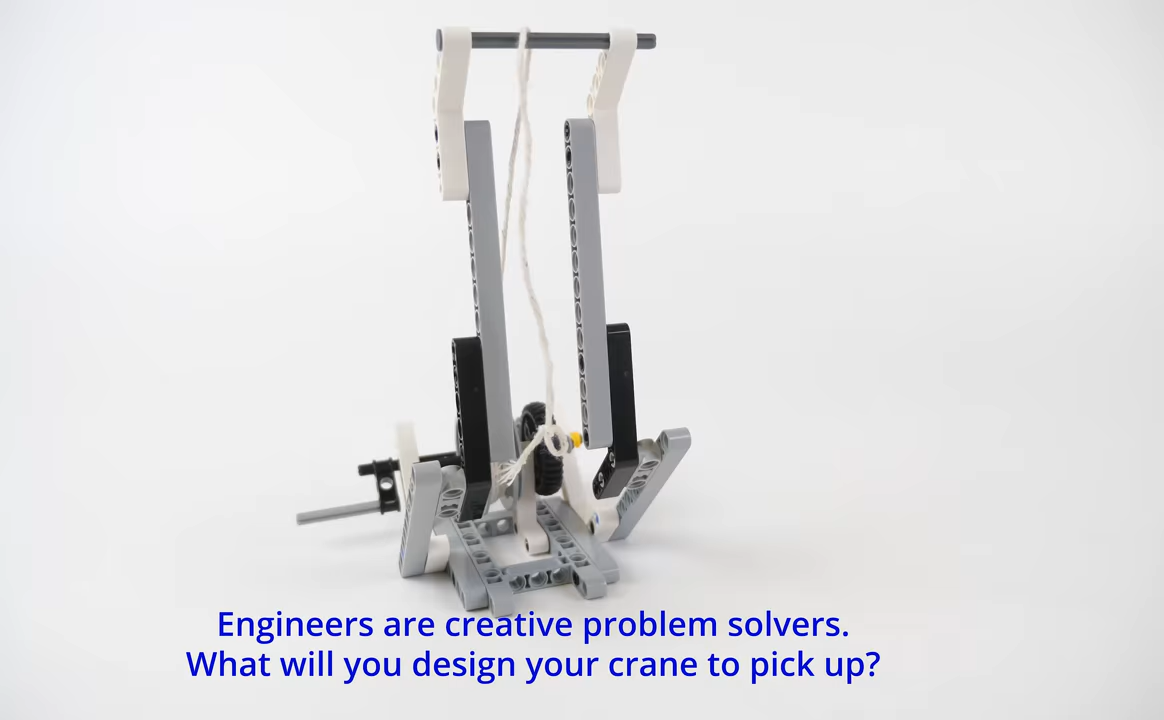 Engineers are creative problem solvers.
What will you design your crane to pick up?